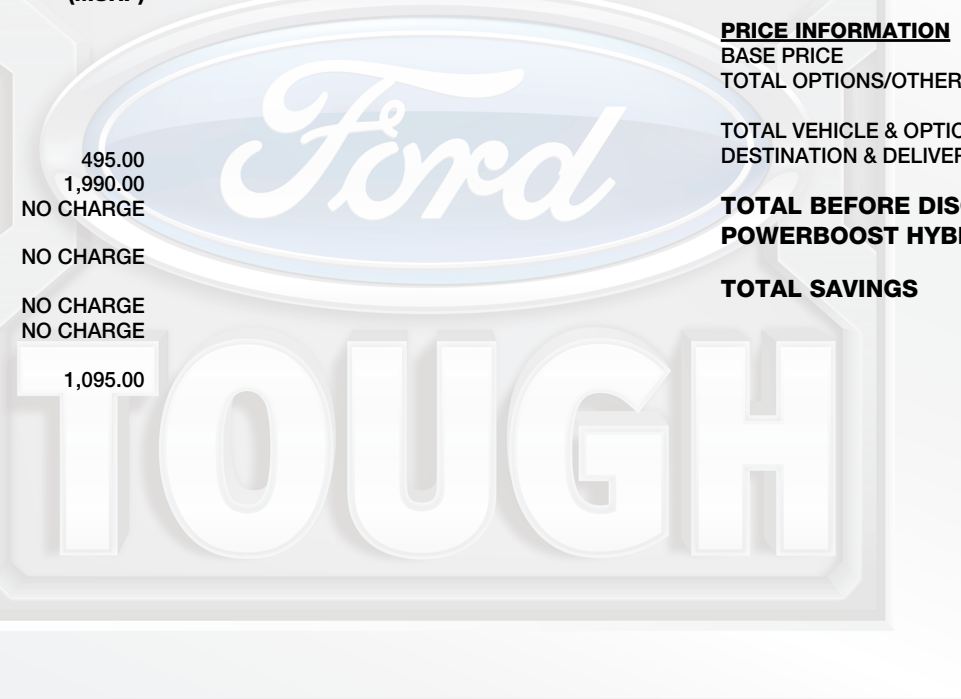 (MSRP)
495.00
1,990.00
NO CHARGE
NO CHARGE
NO CHARGE
NO CHARGE
1,095.00
PRICE INFORMATION
BASE PRICE
TOTAL OPTIONS/OTHER
TOTAL VEHICLE & OPTIO
DESTINATION & DELIVER
TOTAL BEFORE DIS
POWERBOOST HYB
TOTAL SAVINGS
Ford
TOUGH